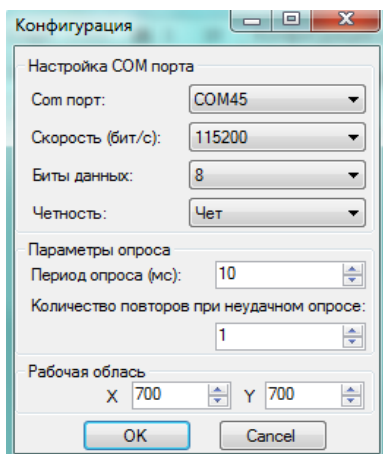 Конфигурация
Настройка COM порта
Com порт: COM45
Скорость (бит/с): 115200
Биты данных: 8
Четность: Чет
Параметры опроса
Период опроса (мс): 10
Количество повторов при неудачном опросе:
1
Рабочая облась
X 700 Y 700
OK Cancel